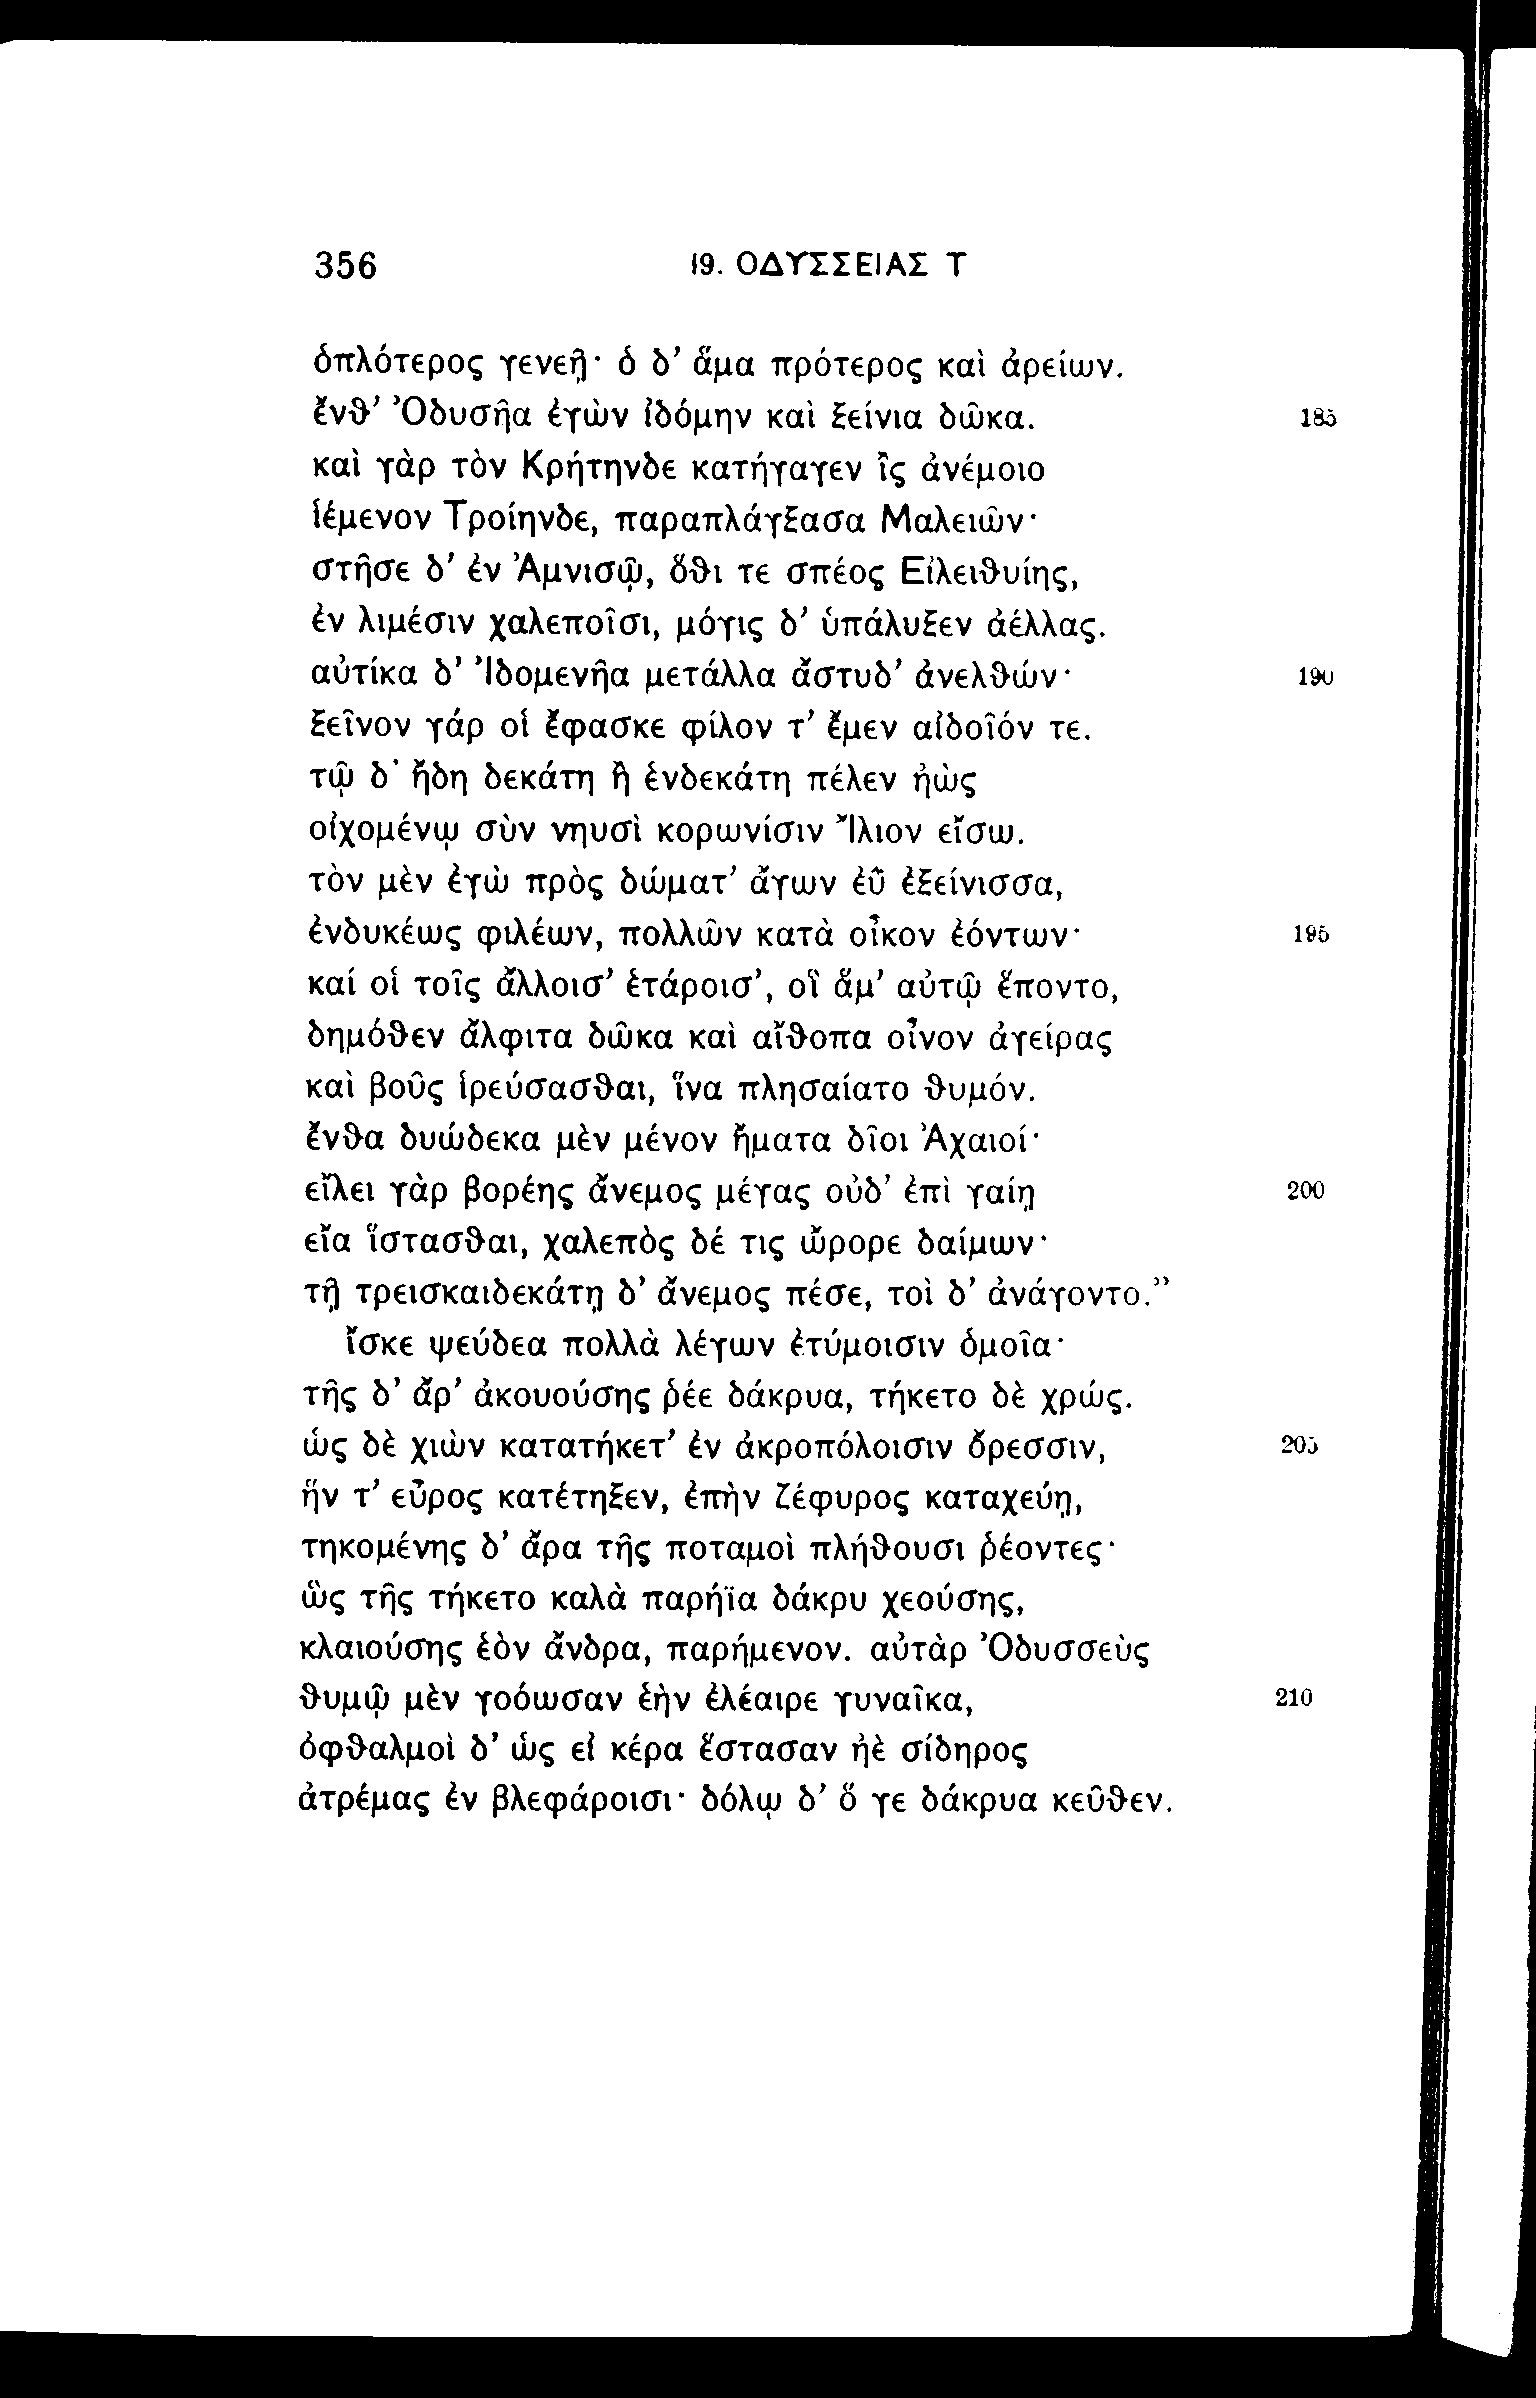 356 19. ΟΔΥΣΣΕΙΑΣ Τ
ὁπλότερος γενεῇ· ὁ δ’ ἅμα πρότερος καὶ ἀρείων.
ἔνθ’ Ὀδυσῆα ἐγὼν ἰδόμην καὶ ξείνια δῶκα. 185
καὶ γὰρ τὸν Κρήτηνδε κατήγαγεν ἲς ἀνέμοιο
ἱέμενον Τροίηνδε, παραπλάγξασα Μαλειῶν·
στῆσε δ’ ἐν Ἀμνισῷ, ὅθι τε σπέος Εἰλειθυίης,
ἐν λιμέσιν χαλεποῖσι, μόγις δ’ ὑπάλυξεν ἀέλλας.
αὐτίκα δ’ Ἰδομενῆα μετάλλα ἄστυδ’ ἀνελθών· 190
ξεῖνον γάρ οἱ ἔφασκε φίλον τ’ ἔμεν αἰδοῖόν τε.
τῷ δ’ ἤδη δεκάτη ἢ ἑνδεκάτη πέλεν ἠὼς
οἰχομένῳ σὺν νηυσὶ κορωνίσιν Ἴλιον εἴσω.
τὸν μὲν ἐγὼ πρὸς δώματ’ ἄγων ἐῢ ἐξείνισσα,
ἐνδυκέως φιλέων, πολλῶν κατὰ οἶκον ἐόντων· 195
καί οἱ τοῖς ἄλλοισ’ ἑτάροισ’, οἳ ἅμ’ αὐτῷ ἕποντο,
δημόθεν ἄλφιτα δῶκα καὶ αἴθοπα οἶνον ἀγείρας
καὶ βοῦς ἱρεύσασθαι, ἵνα πλησαίατο θυμόν.
ἔνθα δυώδεκα μὲν μένον ἤματα δῖοι Ἀχαιοί·
εἴλει γὰρ βορέης ἄνεμος μέγας οὐδ’ ἐπὶ γαίῃ 200
εἴα ἵστασθαι, χαλεπὸς δέ τις ὤρορε δαίμων·
τῇ τρεισκαιδεκάτῃ δ’ ἄνεμος πέσε, τοὶ δ’ ἀνάγοντο.”
ἴσκε ψεύδεα πολλὰ λέγων ἐτύμοισιν ὁμοῖα·
τῆς δ’ ἄρ’ ἀκουούσης ῥέε δάκρυα, τήκετο δὲ χρώς.
ὡς δὲ χιὼν κατατήκετ’ ἐν ἀκροπόλοισιν ὄρεσσιν, 205
ἥν τ’ εὖρος κατέτηξεν, ἐπὴν ζέφυρος καταχεύῃ,
τηκομένης δ’ ἄρα τῆς ποταμοὶ πλήθουσι ῥέοντες·
ὣς τῆς τήκετο καλὰ παρήϊα δάκρυ χεούσης,
κλαιούσης ἑὸν ἄνδρα, παρήμενον. αὐτὰρ Ὀδυσσεὺς
θυμῷ μὲν γοόωσαν ἑὴν ἐλέαιρε γυναῖκα, 210
ὀφθαλμοὶ δ’ ὡς εἰ κέρα ἕστασαν ἠὲ σίδηρος
ἀτρέμας ἐν βλεφάροισι· δόλῳ δ’ ὅ γε δάκρυα κεῦθεν.